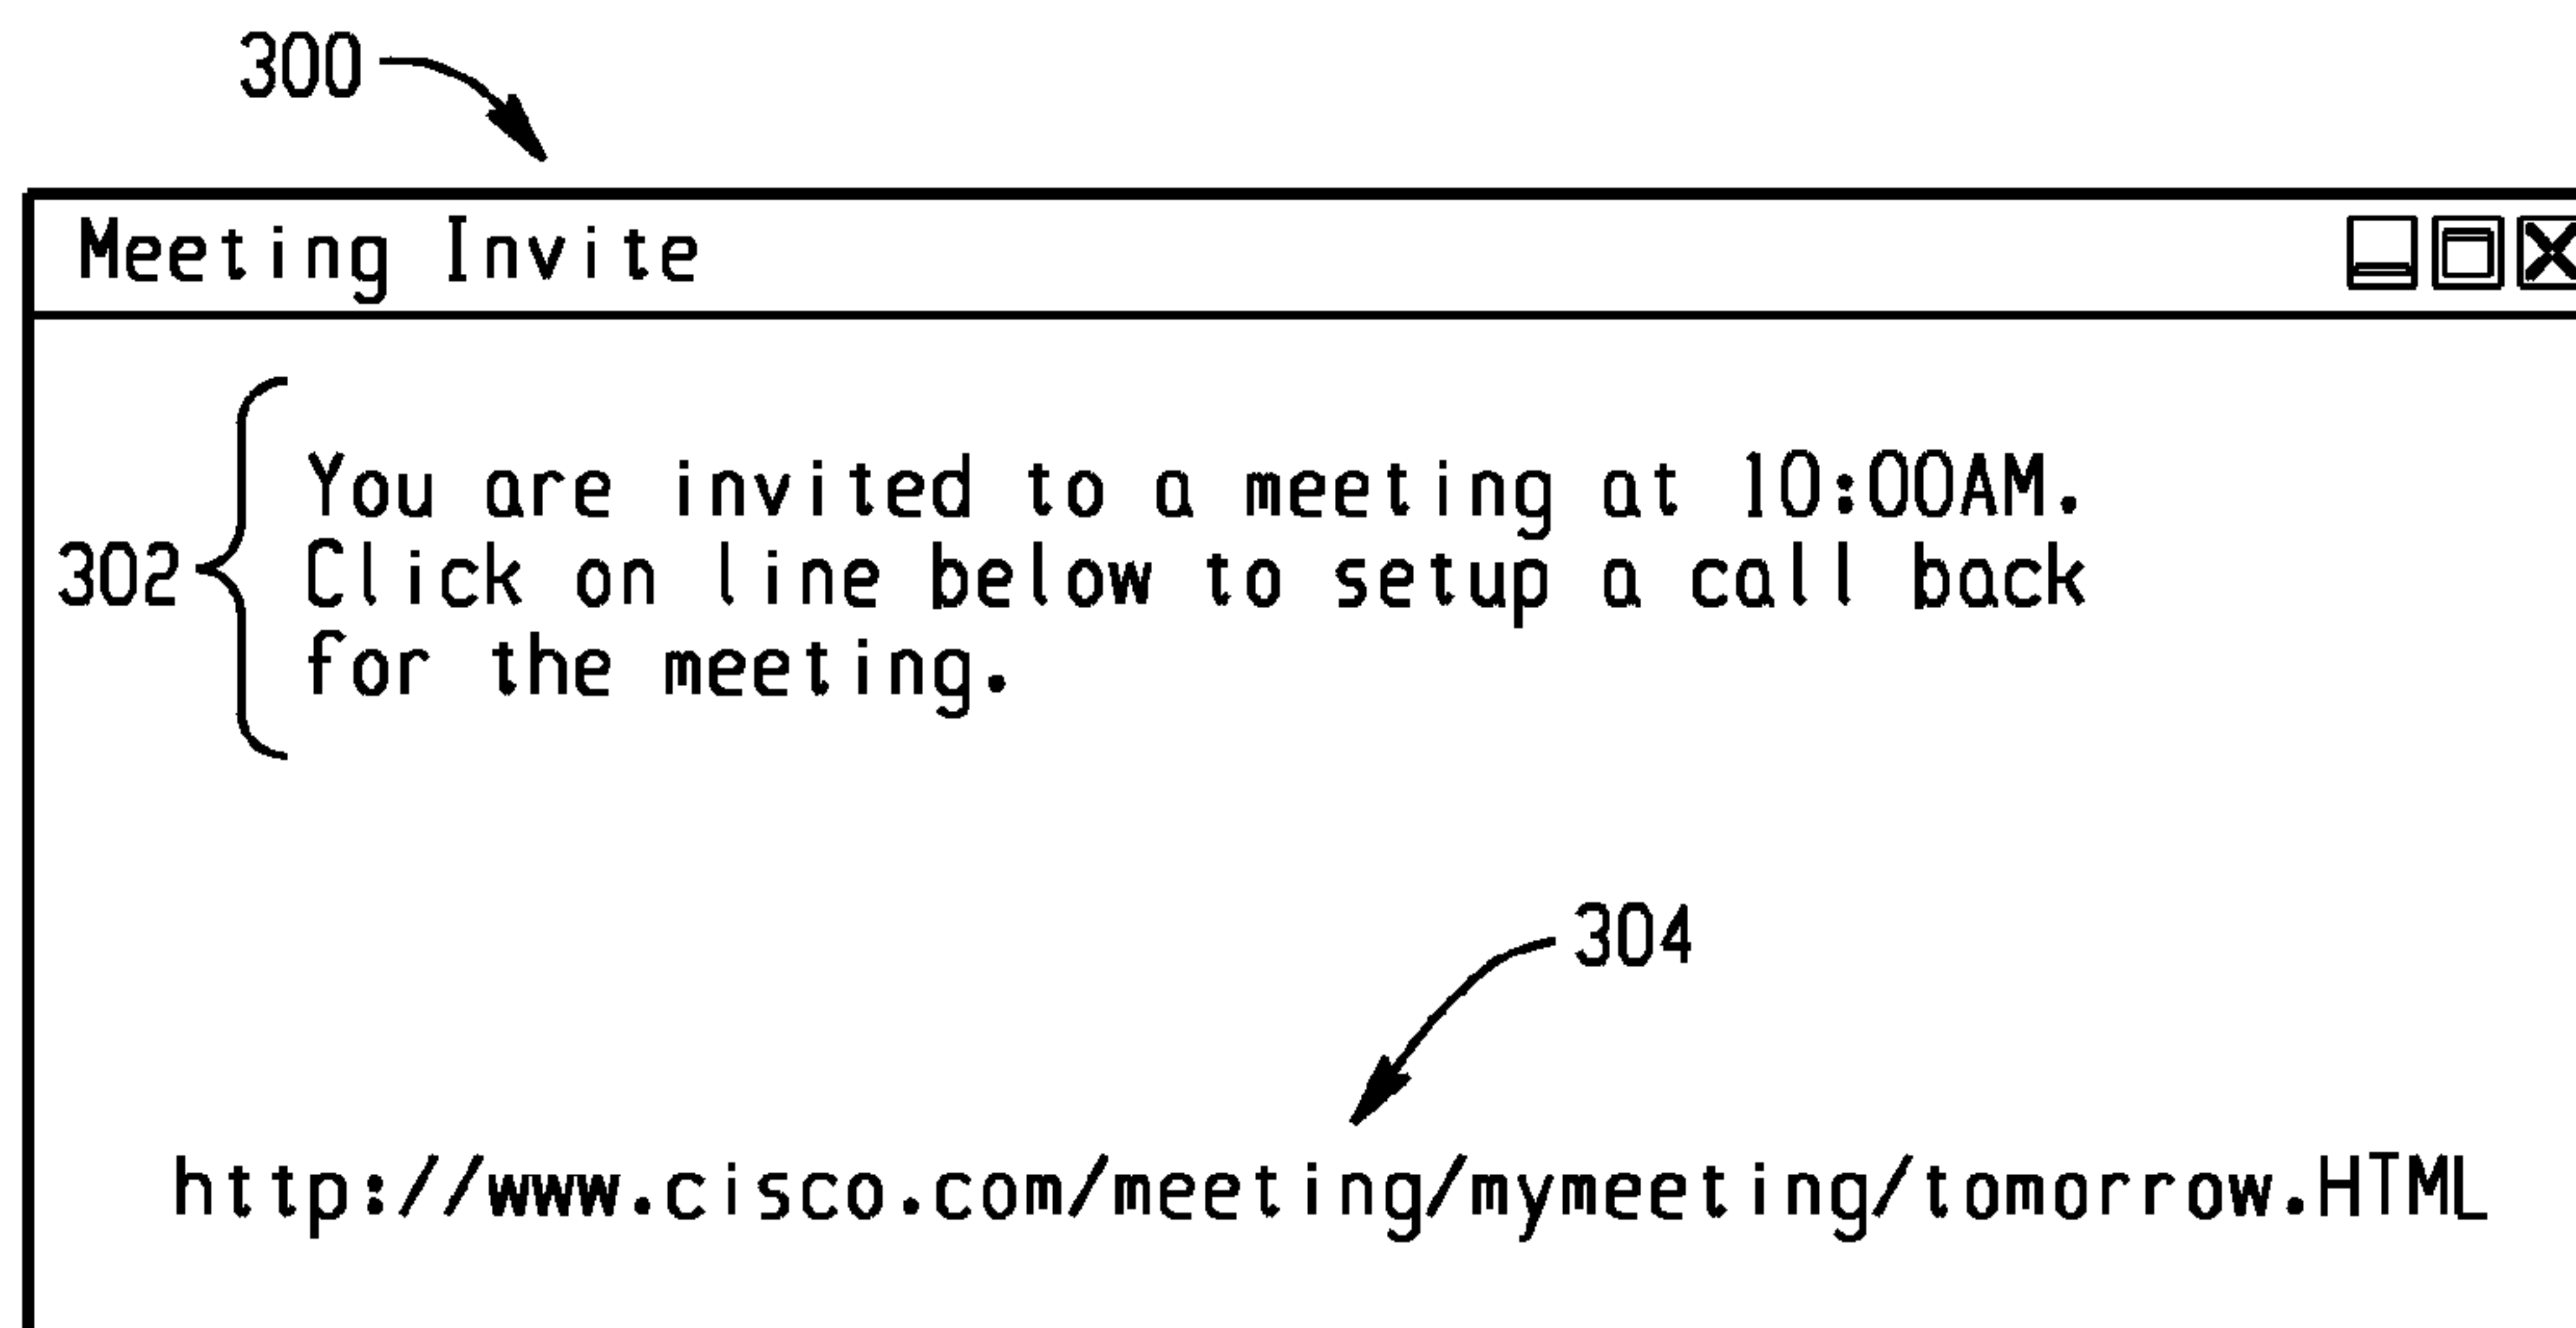 300
Meeting Invite
You are invited to a meeting at 10:00AM.
302
Click on line below to setup a call back
for the meeting.
304
http://www.cisco.com/meeting/mymeeting/tomorrow.HTML